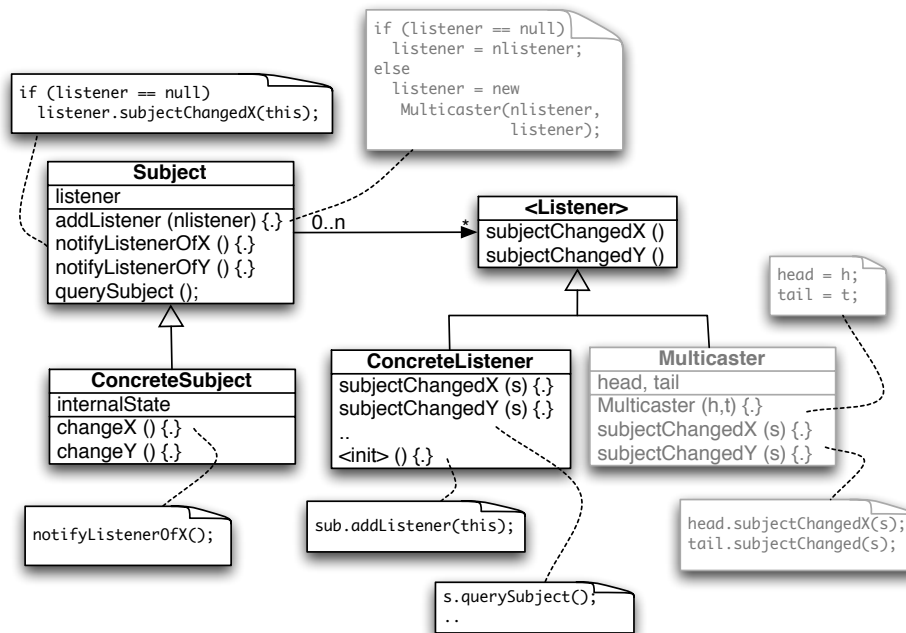 if (listener == null)
listener.subjectChangedX(this);
if (listener == null)
listener = nlistener;
else
listener = new
Multicaster(nlistener,
listener);
Subject
listener
addListener (nlistener) {.}
notifyListenerOfX () {.}
notifyListenerOfY () {.}
querySubject ();
0..n
*
<Listener>
subjectChangedX ()
subjectChangedY ()
head = h;
tail = t;
ConcreteSubject
internalState
changeX () {.}
changeY () {.}
ConcreteListener
subjectChangedX (s) {.}
subjectChangedY (s) {.}
..
<init> () {.}
Multicaster
head, tail
Multicaster (h,t) {.}
subjectChangedX (s) {.}
subjectChangedY (s) {.}
notifyListenerOfX();
sub.addListener(this);
head.subjectChangedX(s);
tail.subjectChanged(s);
s.querySubject();
..